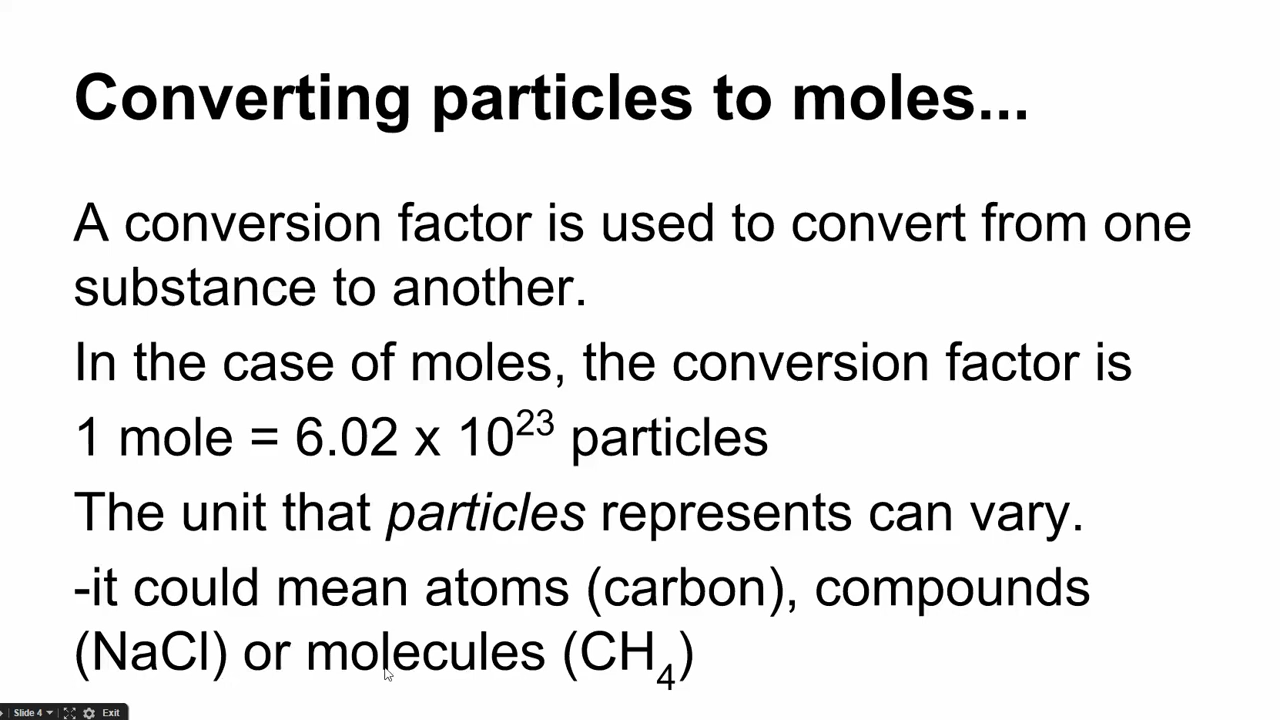 Converting particles to moles...
A conversion factor is used to convert from one
substance to another.
In the case of moles, the conversion factor is
1 mole = 6.02 x 10²³ particles
The unit that particles represents can vary.
-it could mean atoms (carbon), compounds
(NaCl) or molecules (CH₄)
Slide 4 Exit